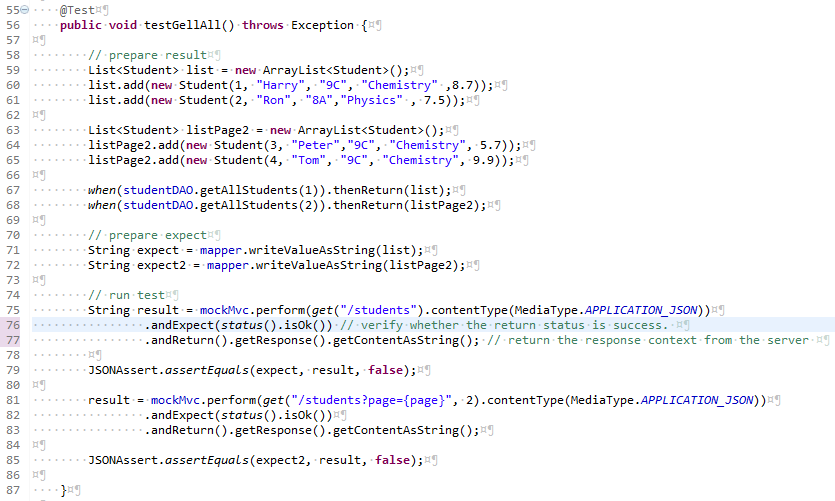 55 @Test
56 public void testGellAll() throws Exception {
57
58 // prepare result
59 List<Student> list = new ArrayList<Student>();
60 list.add(new Student(1, "Harry", "9C", "Chemistry" ,8.7));
61 list.add(new Student(2, "Ron", "8A","Physics" , 7.5));
62
63 List<Student> listPage2 = new ArrayList<Student>();
64 listPage2.add(new Student(3, "Peter","9C", "Chemistry", 5.7));
65 listPage2.add(new Student(4, "Tom", "9C", "Chemistry", 9.9));
66
67 when(studentDAO.getAllStudents(1)).thenReturn(list);
68 when(studentDAO.getAllStudents(2)).thenReturn(listPage2);
69
70 // prepare expect
71 String expect = mapper.writeValueAsString(list);
72 String expect2 = mapper.writeValueAsString(listPage2);
73
74 // run test
75 String result = mockMvc.perform(get("/students").contentType(MediaType.APPLICATION_JSON))
76 .andExpect(status().isOk()) // verify whether the return status is success.
77 .andReturn().getResponse().getContentAsString(); // return the response context from the server
78
79 JSONAssert.assertEquals(expect, result, false);
80
81 result = mockMvc.perform(get("/students?page={page}", 2).contentType(MediaType.APPLICATION_JSON))
82 .andExpect(status().isOk())
83 .andReturn().getResponse().getContentAsString();
84
85 JSONAssert.assertEquals(expect2, result, false);
86
87 }